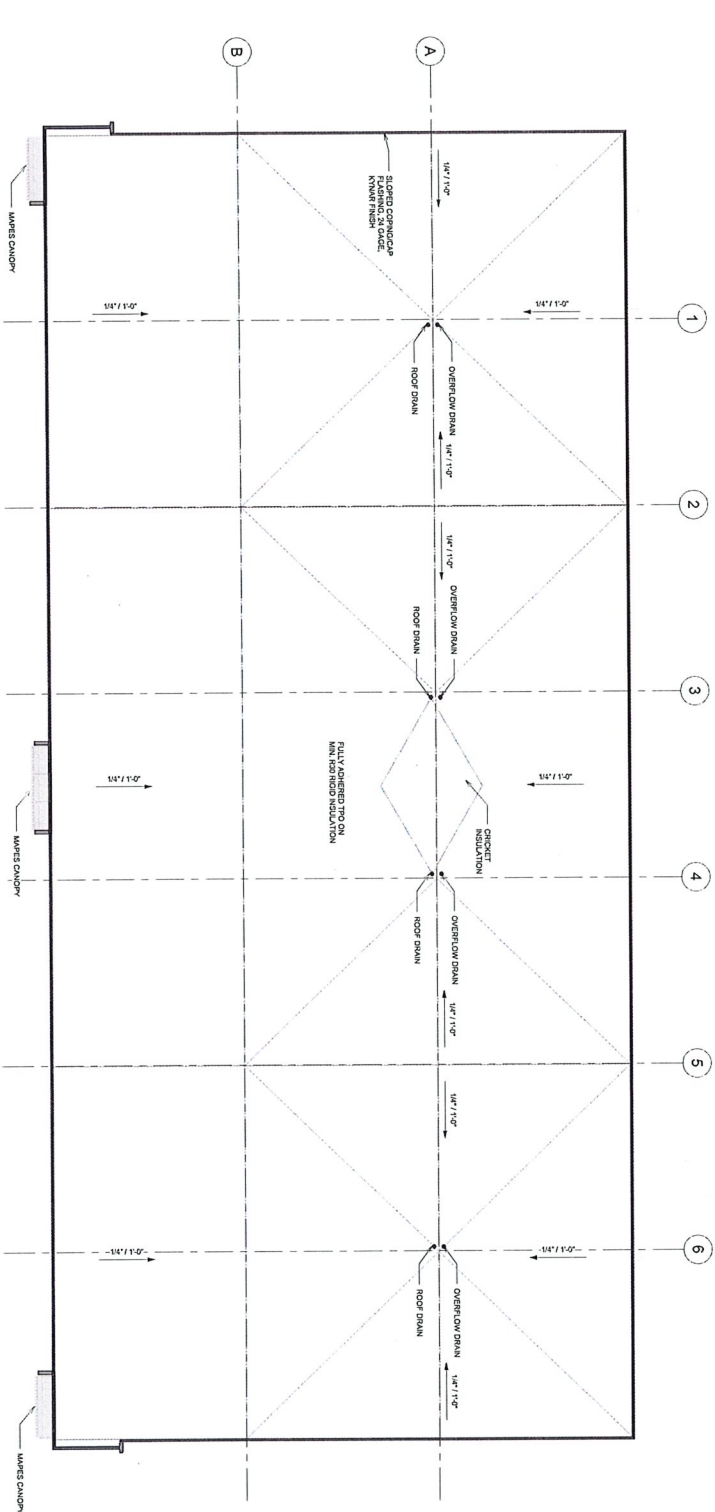 1
2
3
4
5
6
1/4" / 1'-0"
1/4" / 1'-0"
1/4" / 1'-0"
CRICKET
INSULATION
OVERFLOW DRAIN
OVERFLOW DRAIN
OVERFLOW DRAIN
OVERFLOW DRAIN
A
1/4" / 1'-0"
1/4" / 1'-0"
1/4" / 1'-0"
1/4" / 1'-0"
1/4" / 1'-0"
1/4" / 1'-0"
ROOF DRAIN
ROOF DRAIN
ROOF DRAIN
ROOF DRAIN
SLOPED COPING/CAP
FLASHING, 24 GAGE,
KYNAR FINISH
FULLY ADHERED TPO ON
MIN. R30 RIGID INSULATION
B
1/4" / 1'-0"
1/4" / 1'-0"
1/4" / 1'-0"
MAPES CANOPY
MAPES CANOPY
MAPES CANOPY